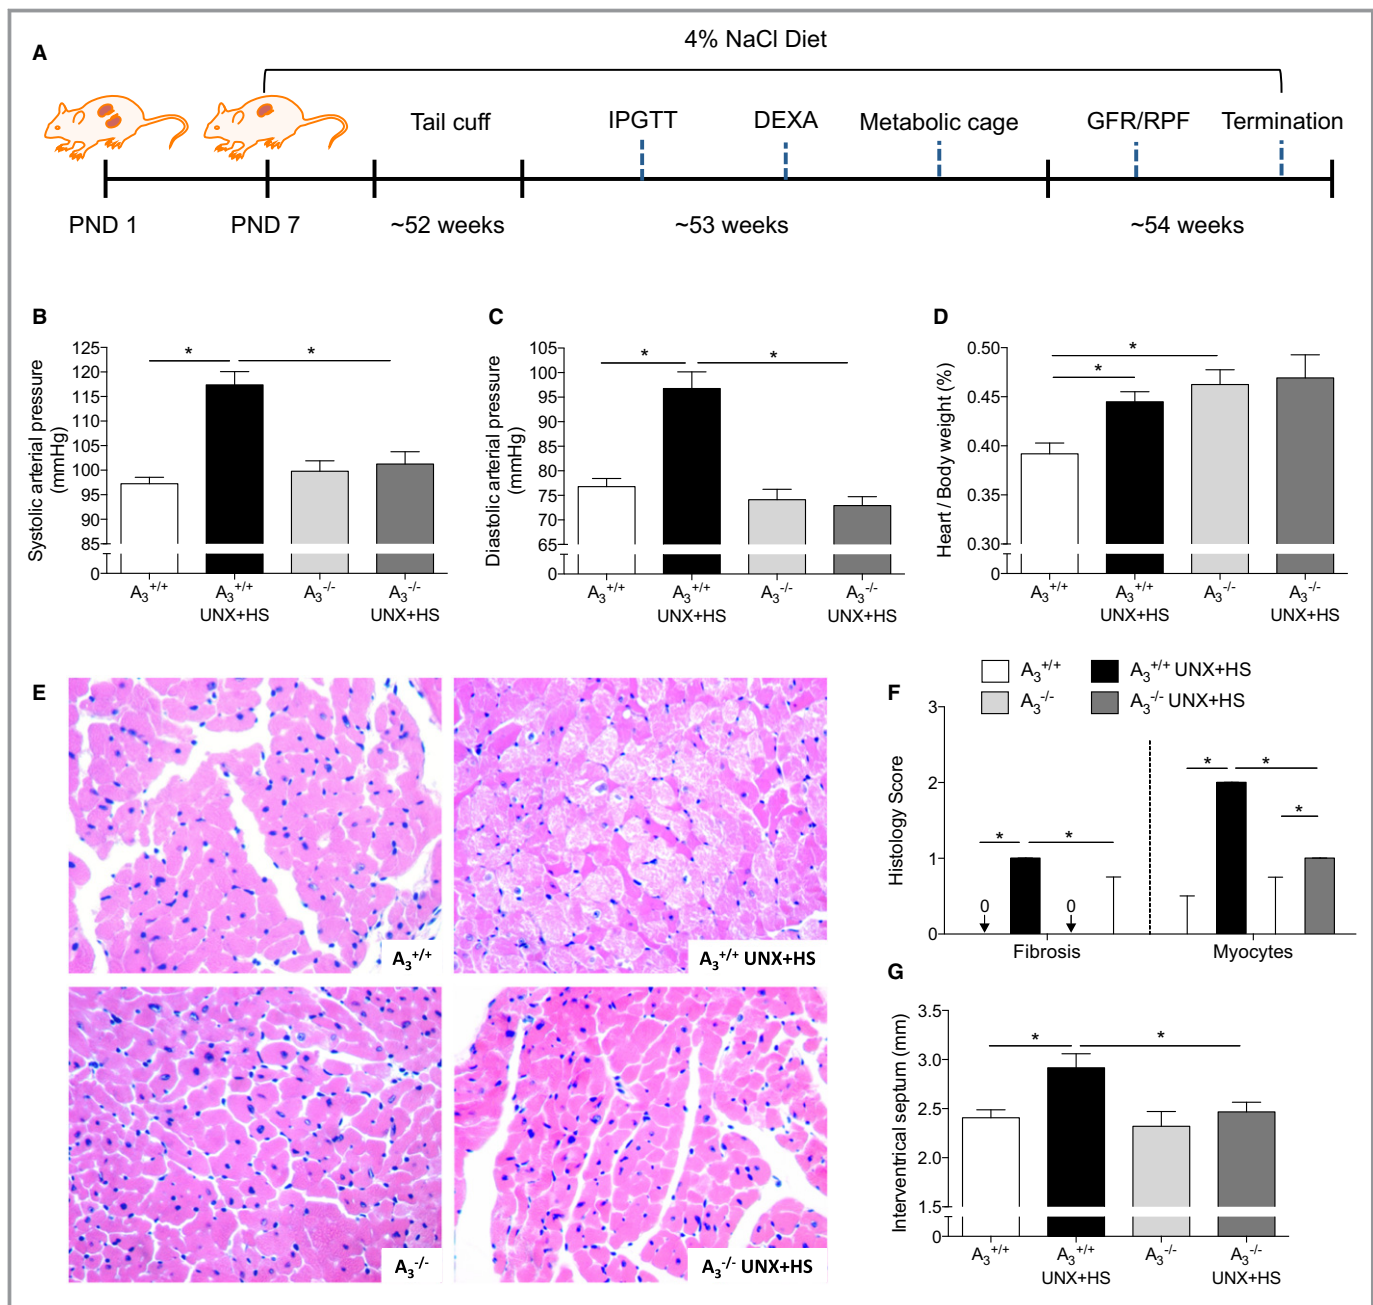 A
4% NaCl Diet
Tail cuff
IPGTT
DEXA
Metabolic cage
GFR/RPF
Termination
PND 1
PND 7
~52 weeks
~53 weeks
~54 weeks
B
Systolic arterial pressure
(mmHg)
125
120
115
110
105
100
95
90
85
0
*
*
A3+/+
A3+/+
UNX+HS
A3-/-
A3-/-
UNX+HS
C
Diastolic arterial pressure
(mmHg)
105
100
95
90
85
80
75
70
65
0
*
*
A3+/+
A3+/+
UNX+HS
A3-/-
A3-/-
UNX+HS
D
Heart / Body weight (%)
0.50
0.45
0.40
0.35
0.30
0
*
*
A3+/+
A3+/+
UNX+HS
A3-/-
A3-/-
UNX+HS
E
A3+/+
A3+/+ UNX+HS
A3-/-
A3-/- UNX+HS
F
A3+/+
A3+/+ UNX+HS
A3-/-
A3-/- UNX+HS
Histology Score
3
2
1
0
*
*
0
0
*
*
*
Fibrosis
Myocytes
G
Interventrical septum (mm)
3.5
3.0
2.5
2.0
1.5
0
*
*
A3+/+
A3+/+
UNX+HS
A3-/-
A3-/-
UNX+HS